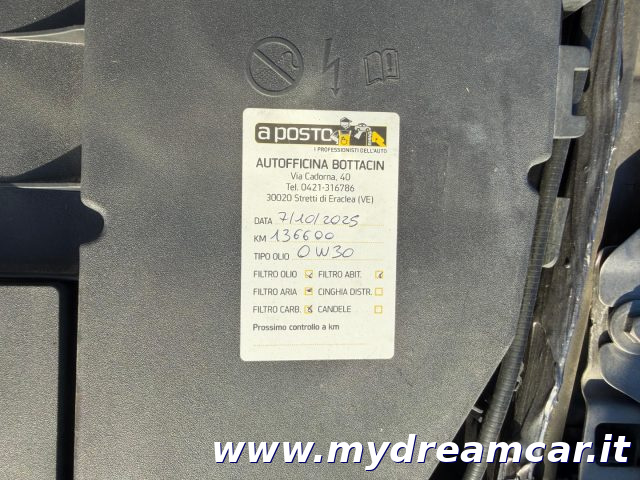 a posto
I PROFESSIONISTI DELL'AUTO
AUTOFFICINA BOTTACIN
Via Cadorna, 40
Tel. 0421-316786
30020 Stretti di Eraclea (VE)
DATA 7/10/2025
KM 136600
TIPO OLIO 0W30
FILTRO OLIO FILTRO ABIT.
FILTRO ARIA CINGHIA DISTR.
FILTRO CARB. CANDELE
Prossimo controllo a km
www.mydreamcar.it